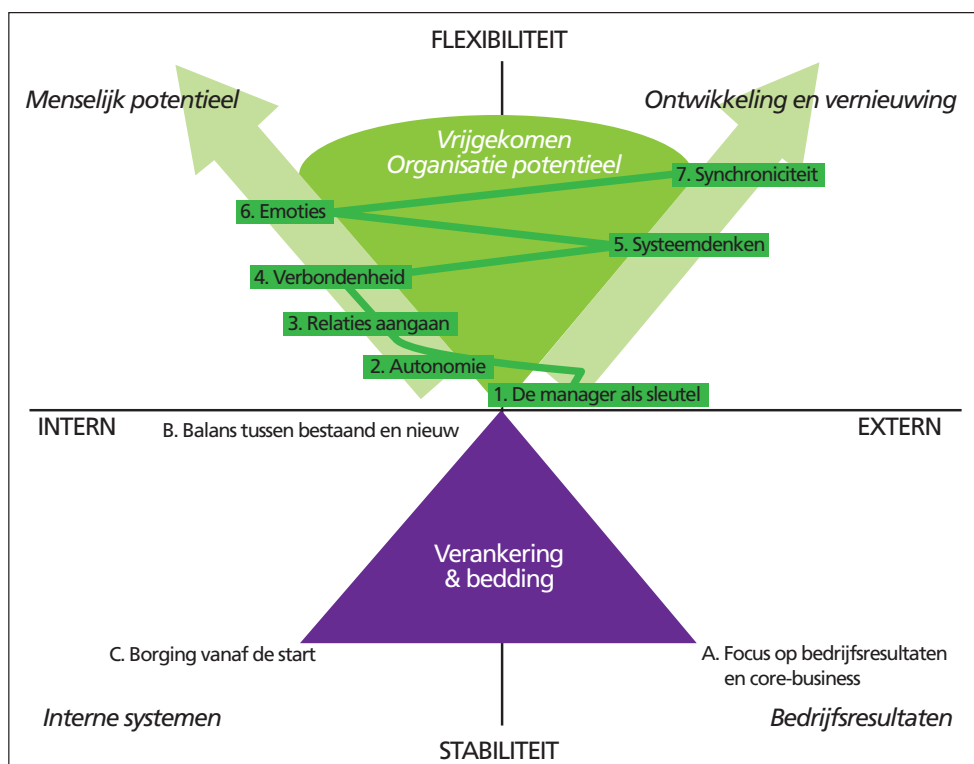 FLEXIBILITEIT
Menselijk potentieel
Ontwikkeling en vernieuwing
Vrijgekomen
Organisatie potentieel
7. Synchroniciteit
6. Emoties
5. Systeemdenken
4. Verbondenheid
3. Relaties aangaan
2. Autonomie
1. De manager als sleutel
INTERN
EXTERN
B. Balans tussen bestaand en nieuw
Verankering
& bedding
C. Borging vanaf de start
A. Focus op bedrijfsresultaten
en core-business
Interne systemen
Bedrijfsresultaten
STABILITEIT